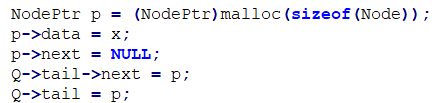 NodePtr p = (NodePtr)malloc(sizeof(Node));
p->data = x;
p->next = NULL;
Q->tail->next = p;
Q->tail = p;